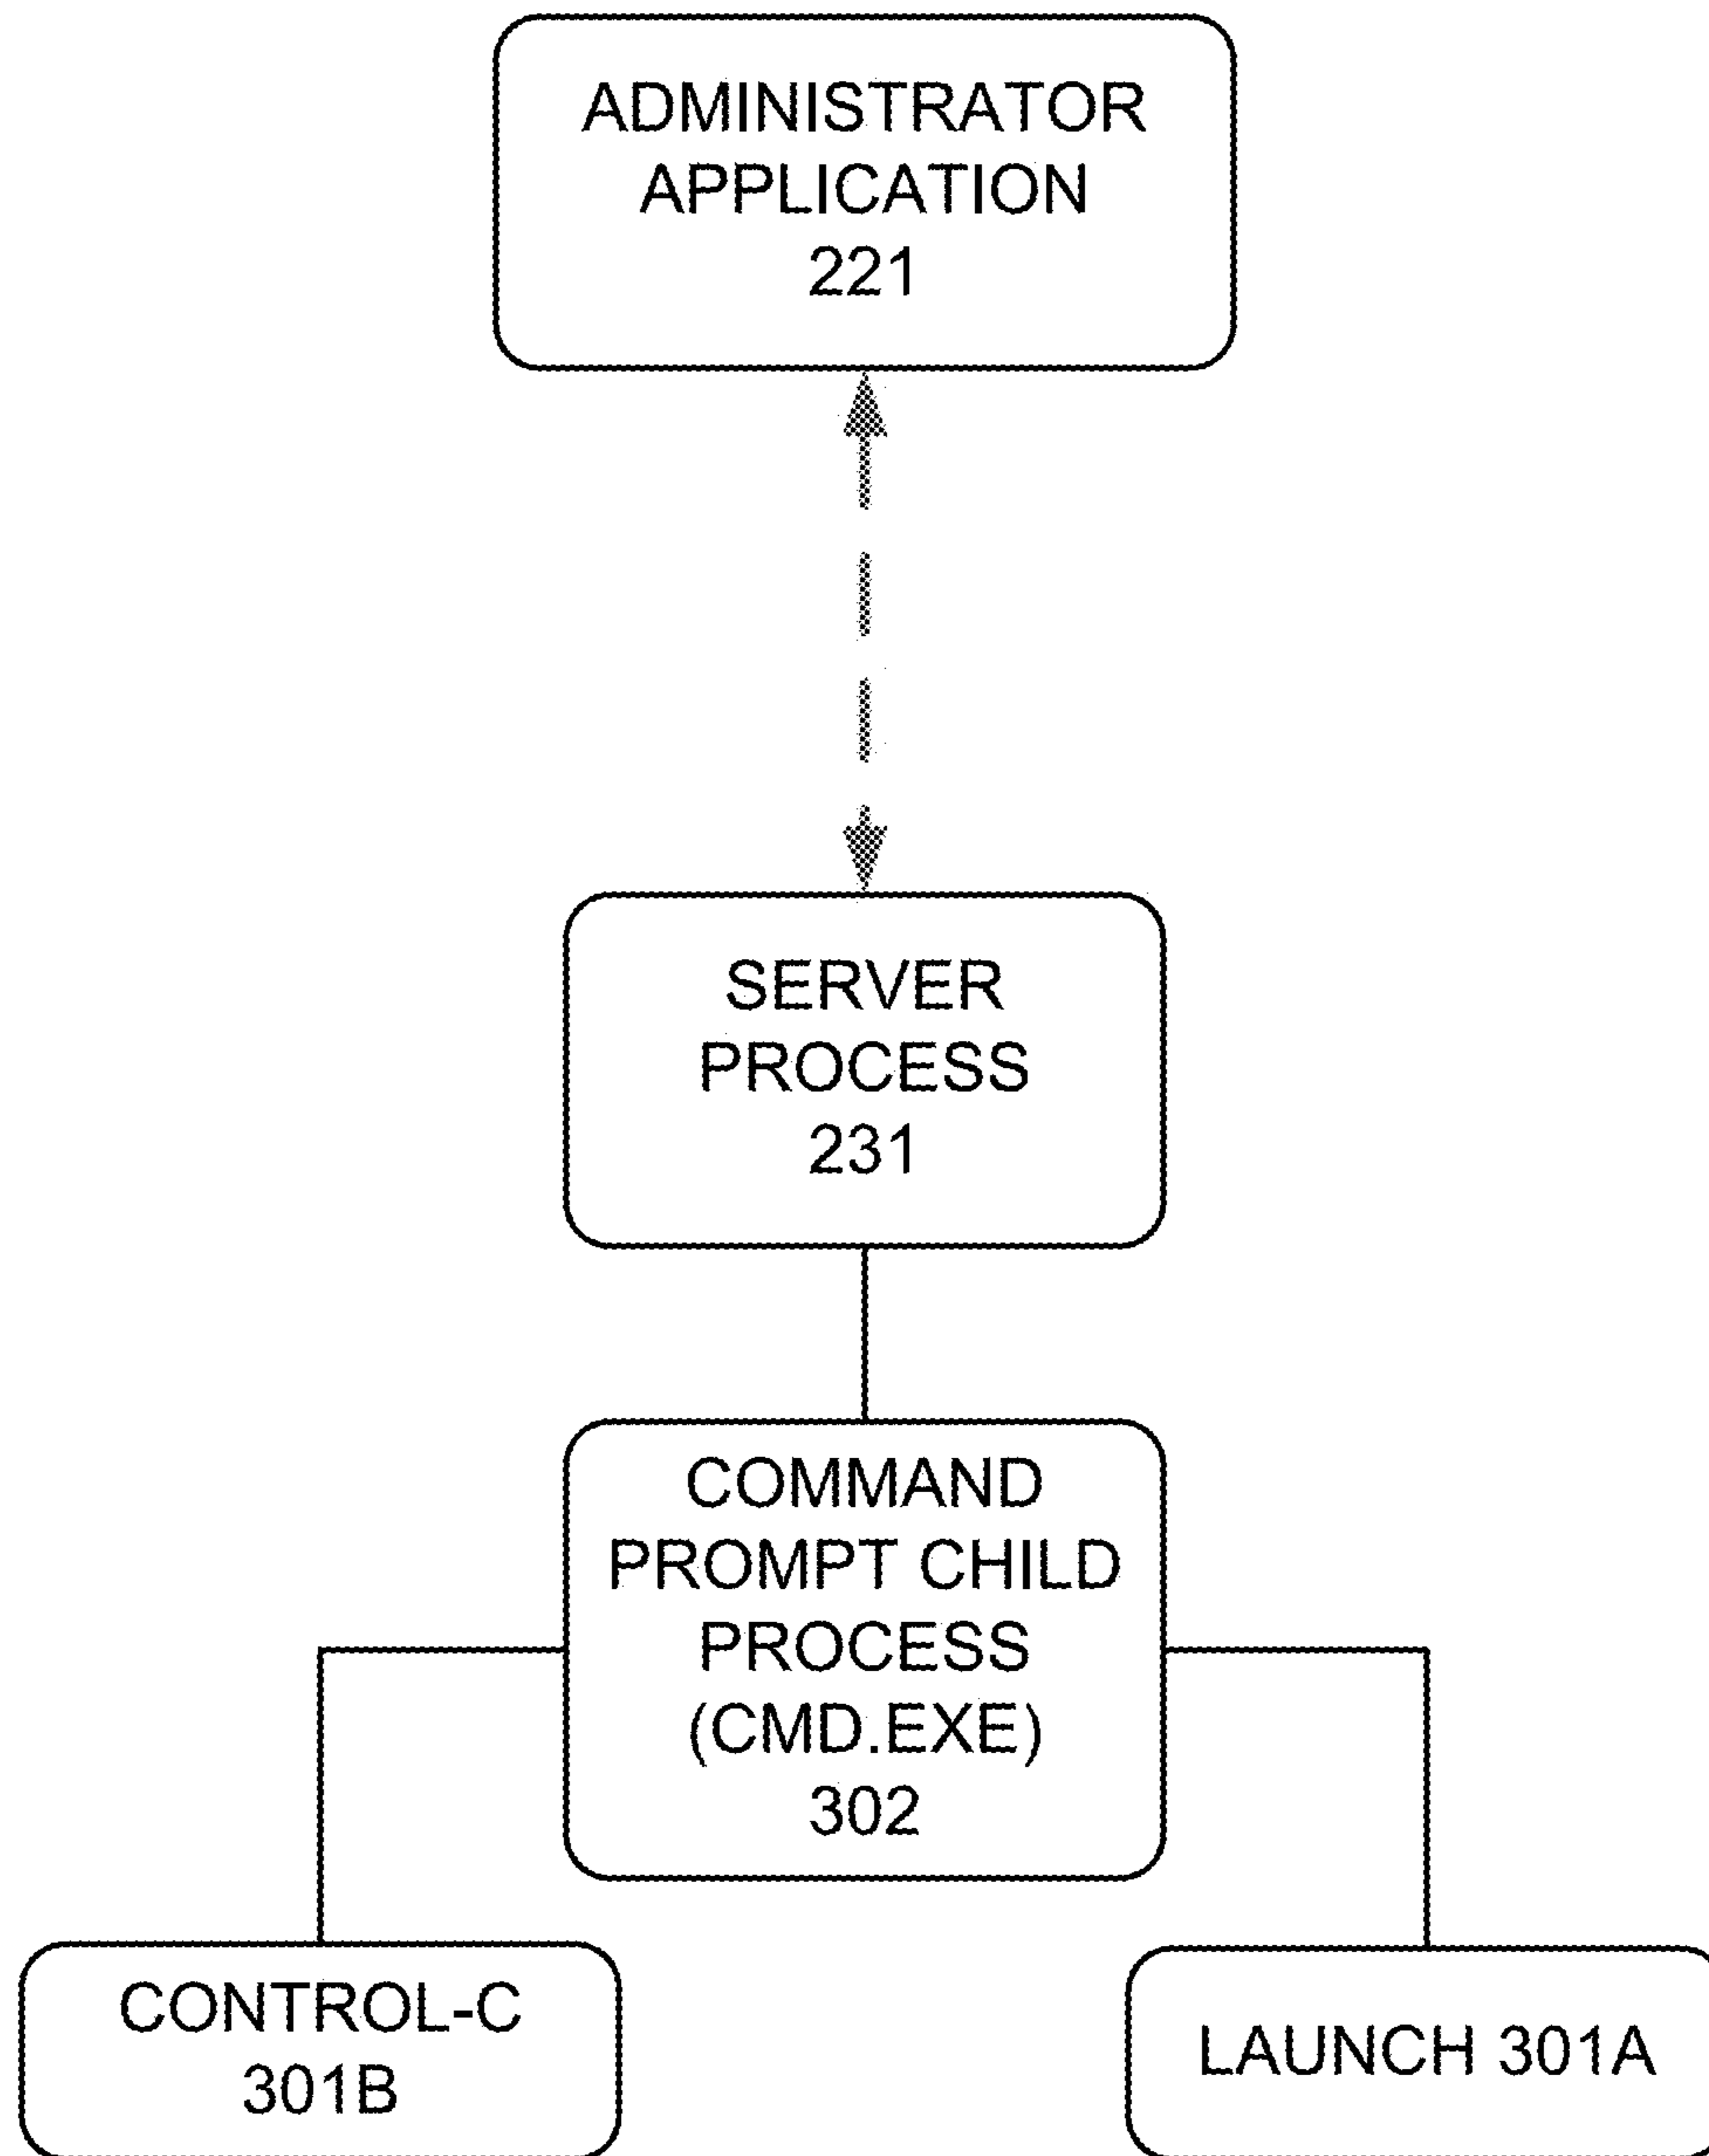 ADMINISTRATOR
APPLICATION
221
SERVER
PROCESS
231
COMMAND
PROMPT CHILD
PROCESS
(CMD.EXE)
302
CONTROL-C
301B
LAUNCH 301A